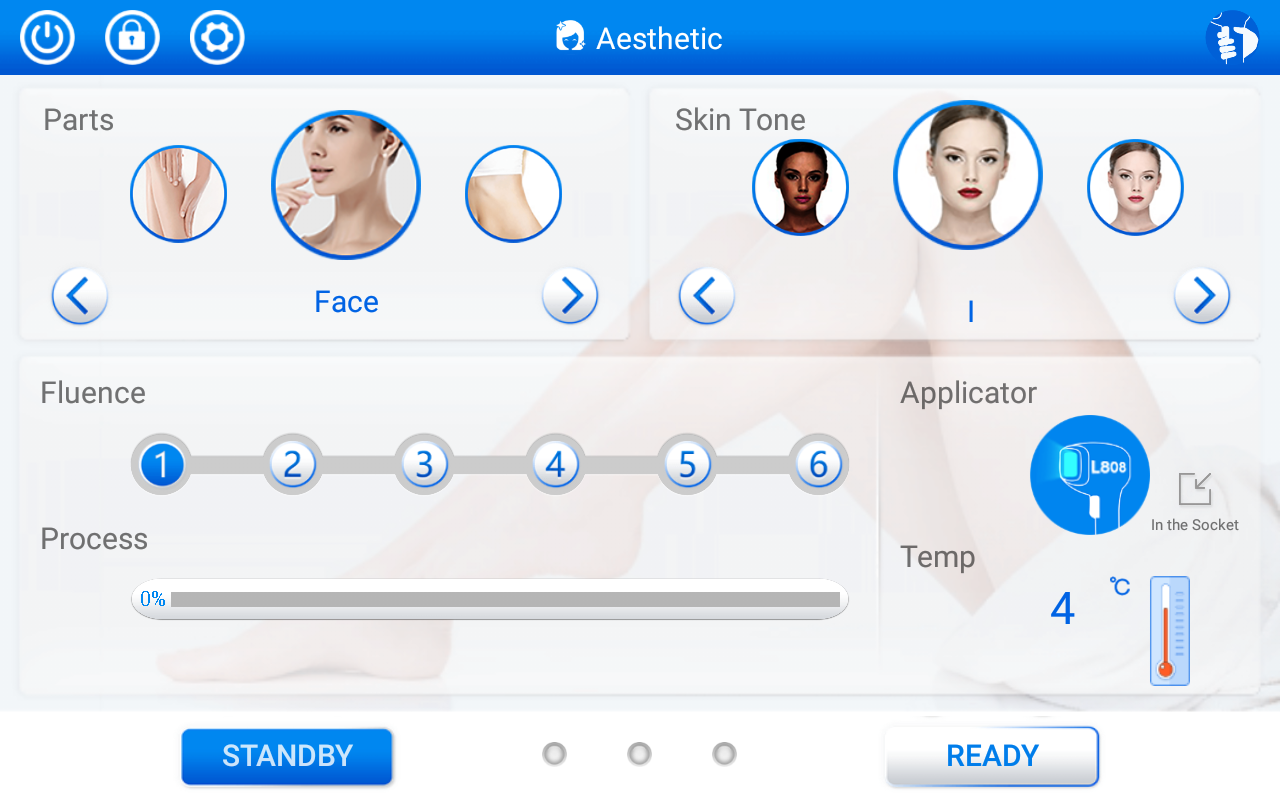 Aesthetic
Parts
Face
Skin Tone
I
Fluence
1 2 3 4 5 6
Process
0%
Applicator
L808
In the Socket
Temp
4 ℃
STANDBY
READY